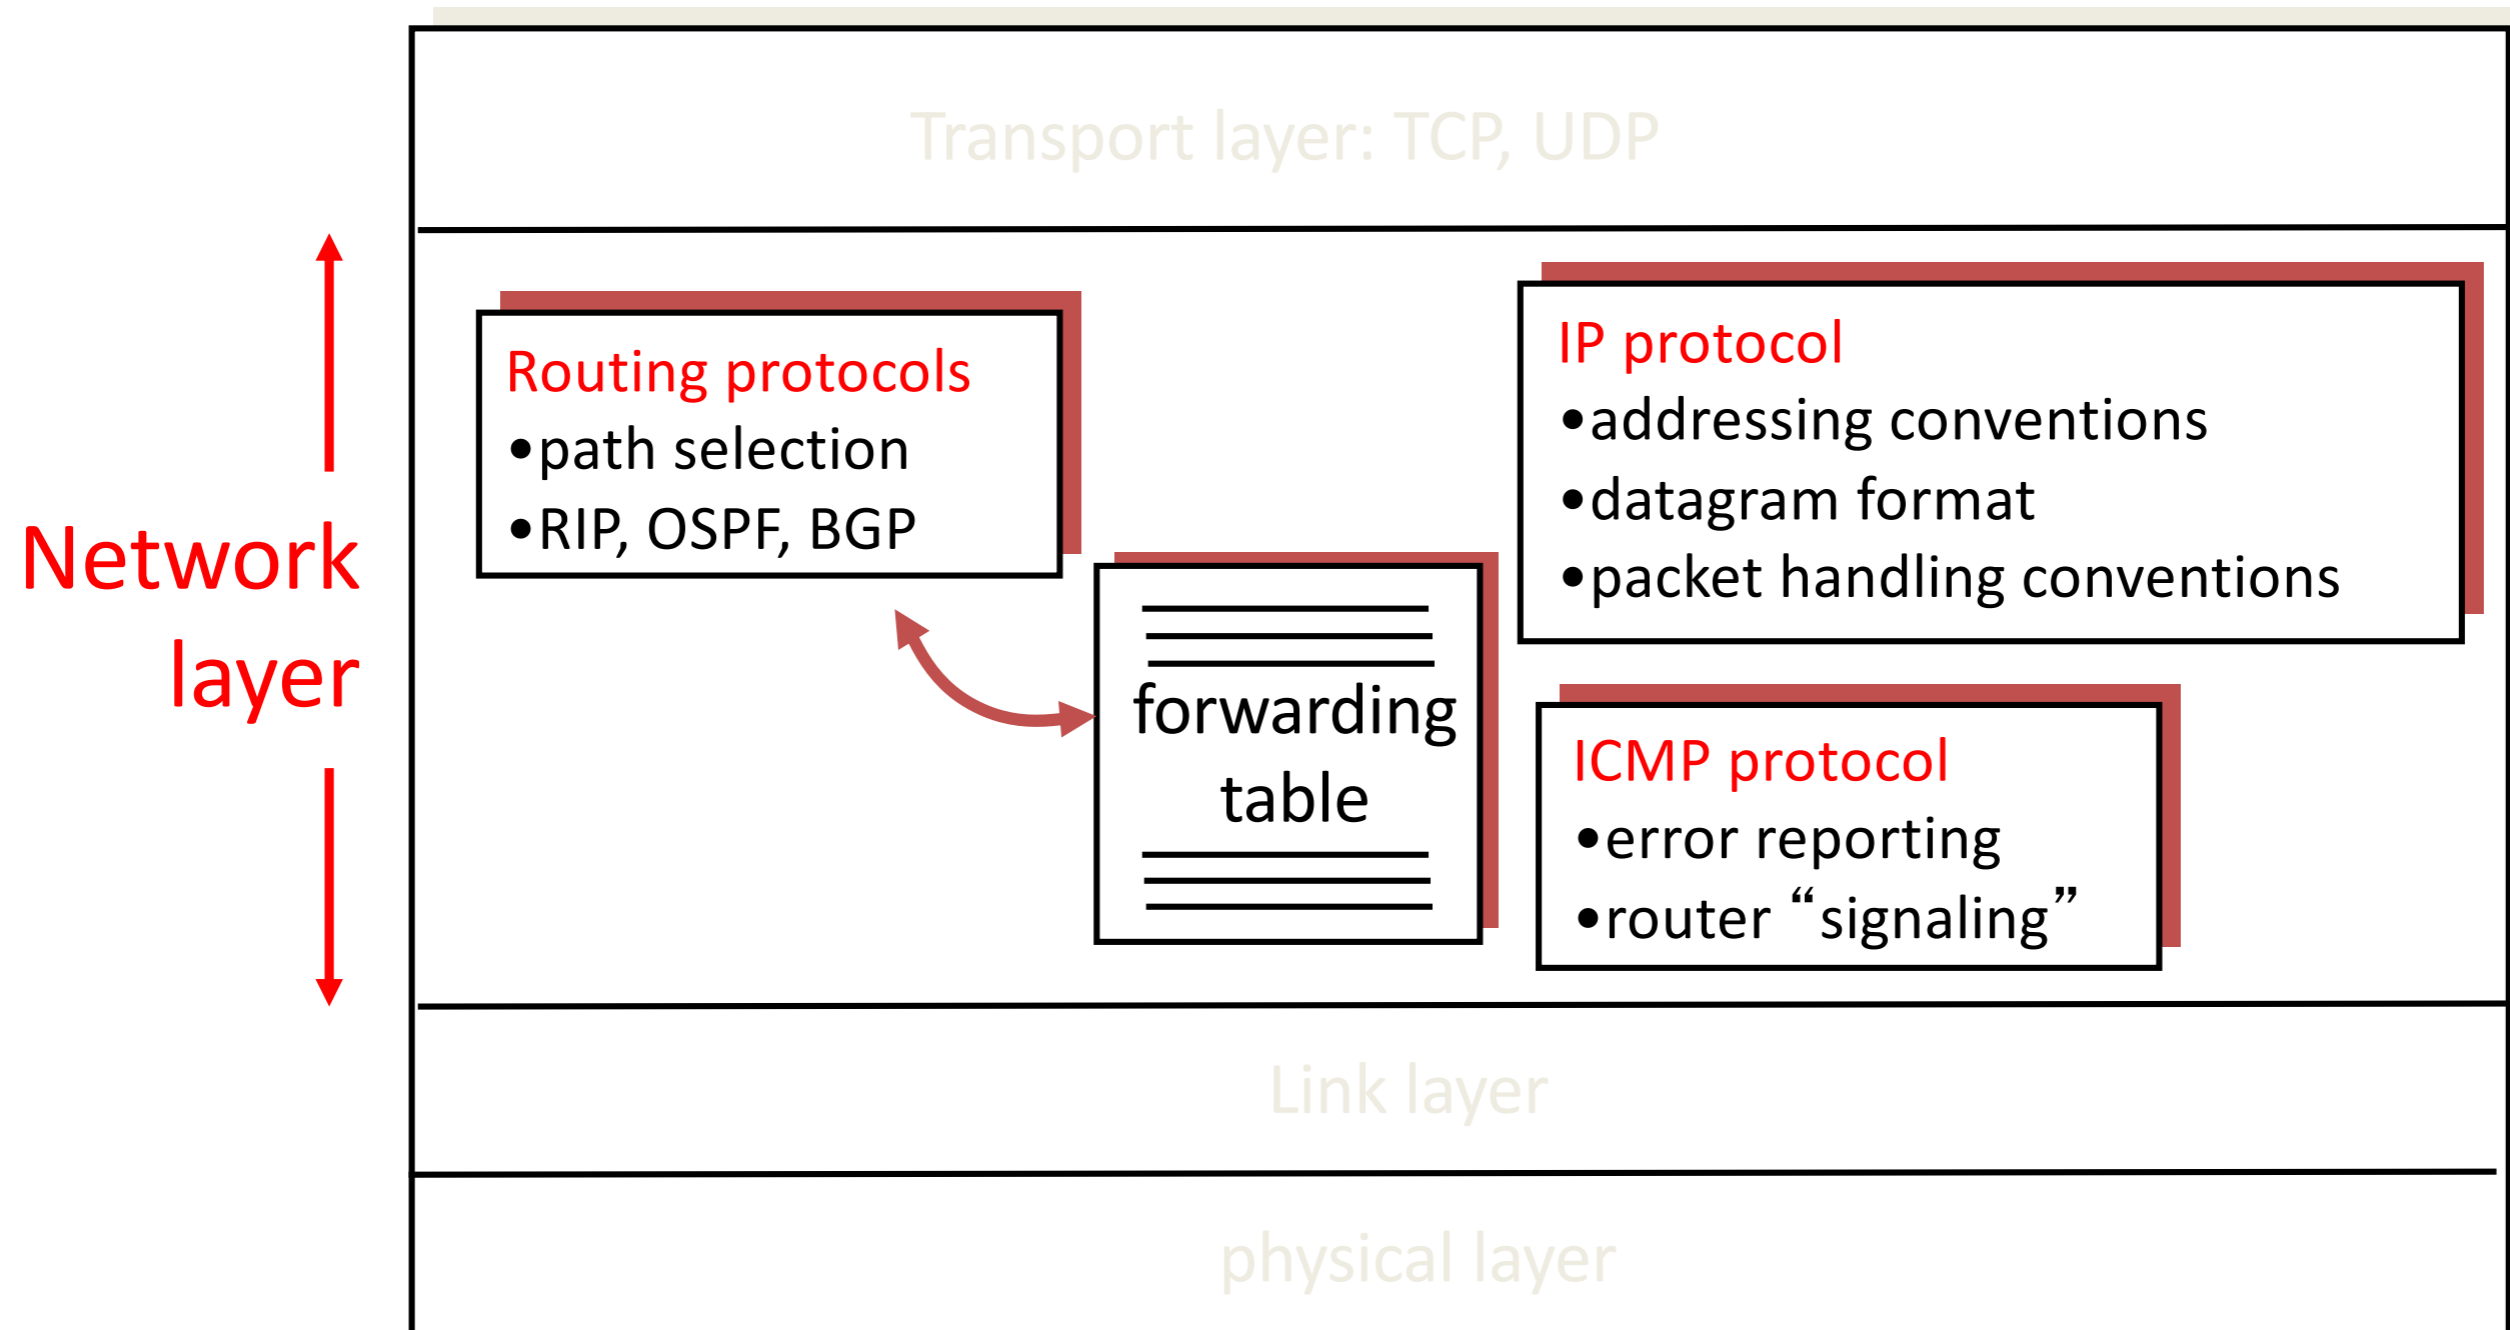 Transport layer: TCP, UDP
Network
layer
Routing protocols
•path selection
•RIP, OSPF, BGP
forwarding
table
IP protocol
•addressing conventions
•datagram format
•packet handling conventions
ICMP protocol
•error reporting
•router “signaling”
Link layer
physical layer